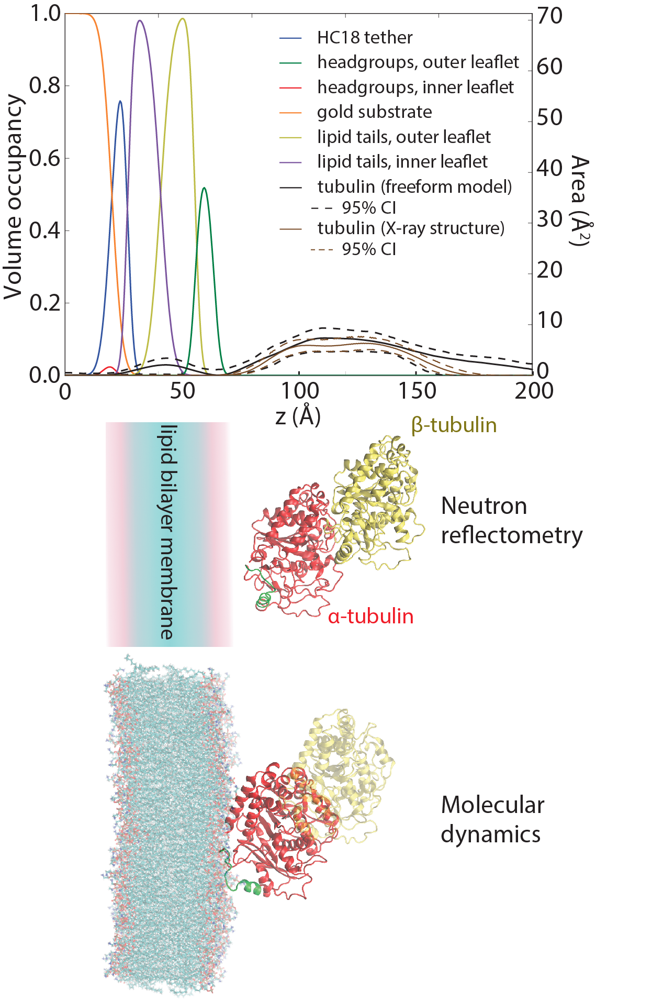 1.0
0.8
0.6
0.4
0.2
0.0
Volume occupancy
70
60
50
40
30
20
10
0
Area (Å²)
HC18 tether
headgroups, outer leaflet
headgroups, inner leaflet
gold substrate
lipid tails, outer leaflet
lipid tails, inner leaflet
tubulin (freeform model)
95% CI
tubulin (X-ray structure)
95% CI
0 50 100 150 200
z (Å)
lipid bilayer membrane
β-tubulin
Neutron
reflectometry
α-tubulin
Molecular
dynamics